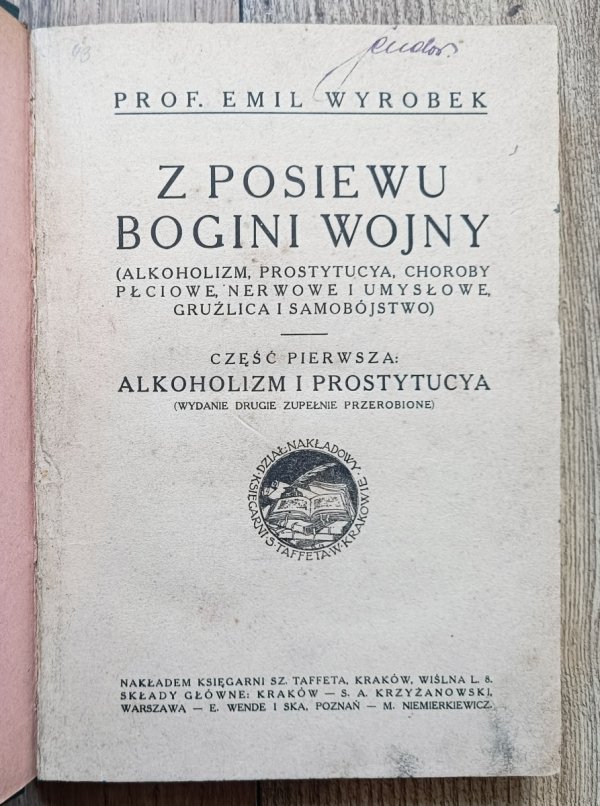 PROF. EMIL WYROBEK
Z POSIEWU
BOGINI WOJNY
(ALKOHOLIZM, PROSTYTUCYA, CHOROBY
PŁCIOWE, NERWOWE I UMYSŁOWE,
GRUŹLICA I SAMOBÓJSTWO)
CZĘŚĆ PIERWSZA:
ALKOHOLIZM I PROSTYTUCYA
(WYDANIE DRUGIE ZUPEŁNIE PRZEROBIONE)
DZIAŁ NAKŁADOWY
KSIĘGARNI S. TAFFETA W KRAKOWIE
NAKŁADEM KSIĘGARNI SZ. TAFFETA, KRAKÓW, WIŚLNA L. 8.
SKŁADY GŁÓWNE: KRAKÓW — S. A. KRZYŻANOWSKI,
WARSZAWA — E. WENDE I SKA, POZNAŃ — M. NIEMIERKIEWICZ.